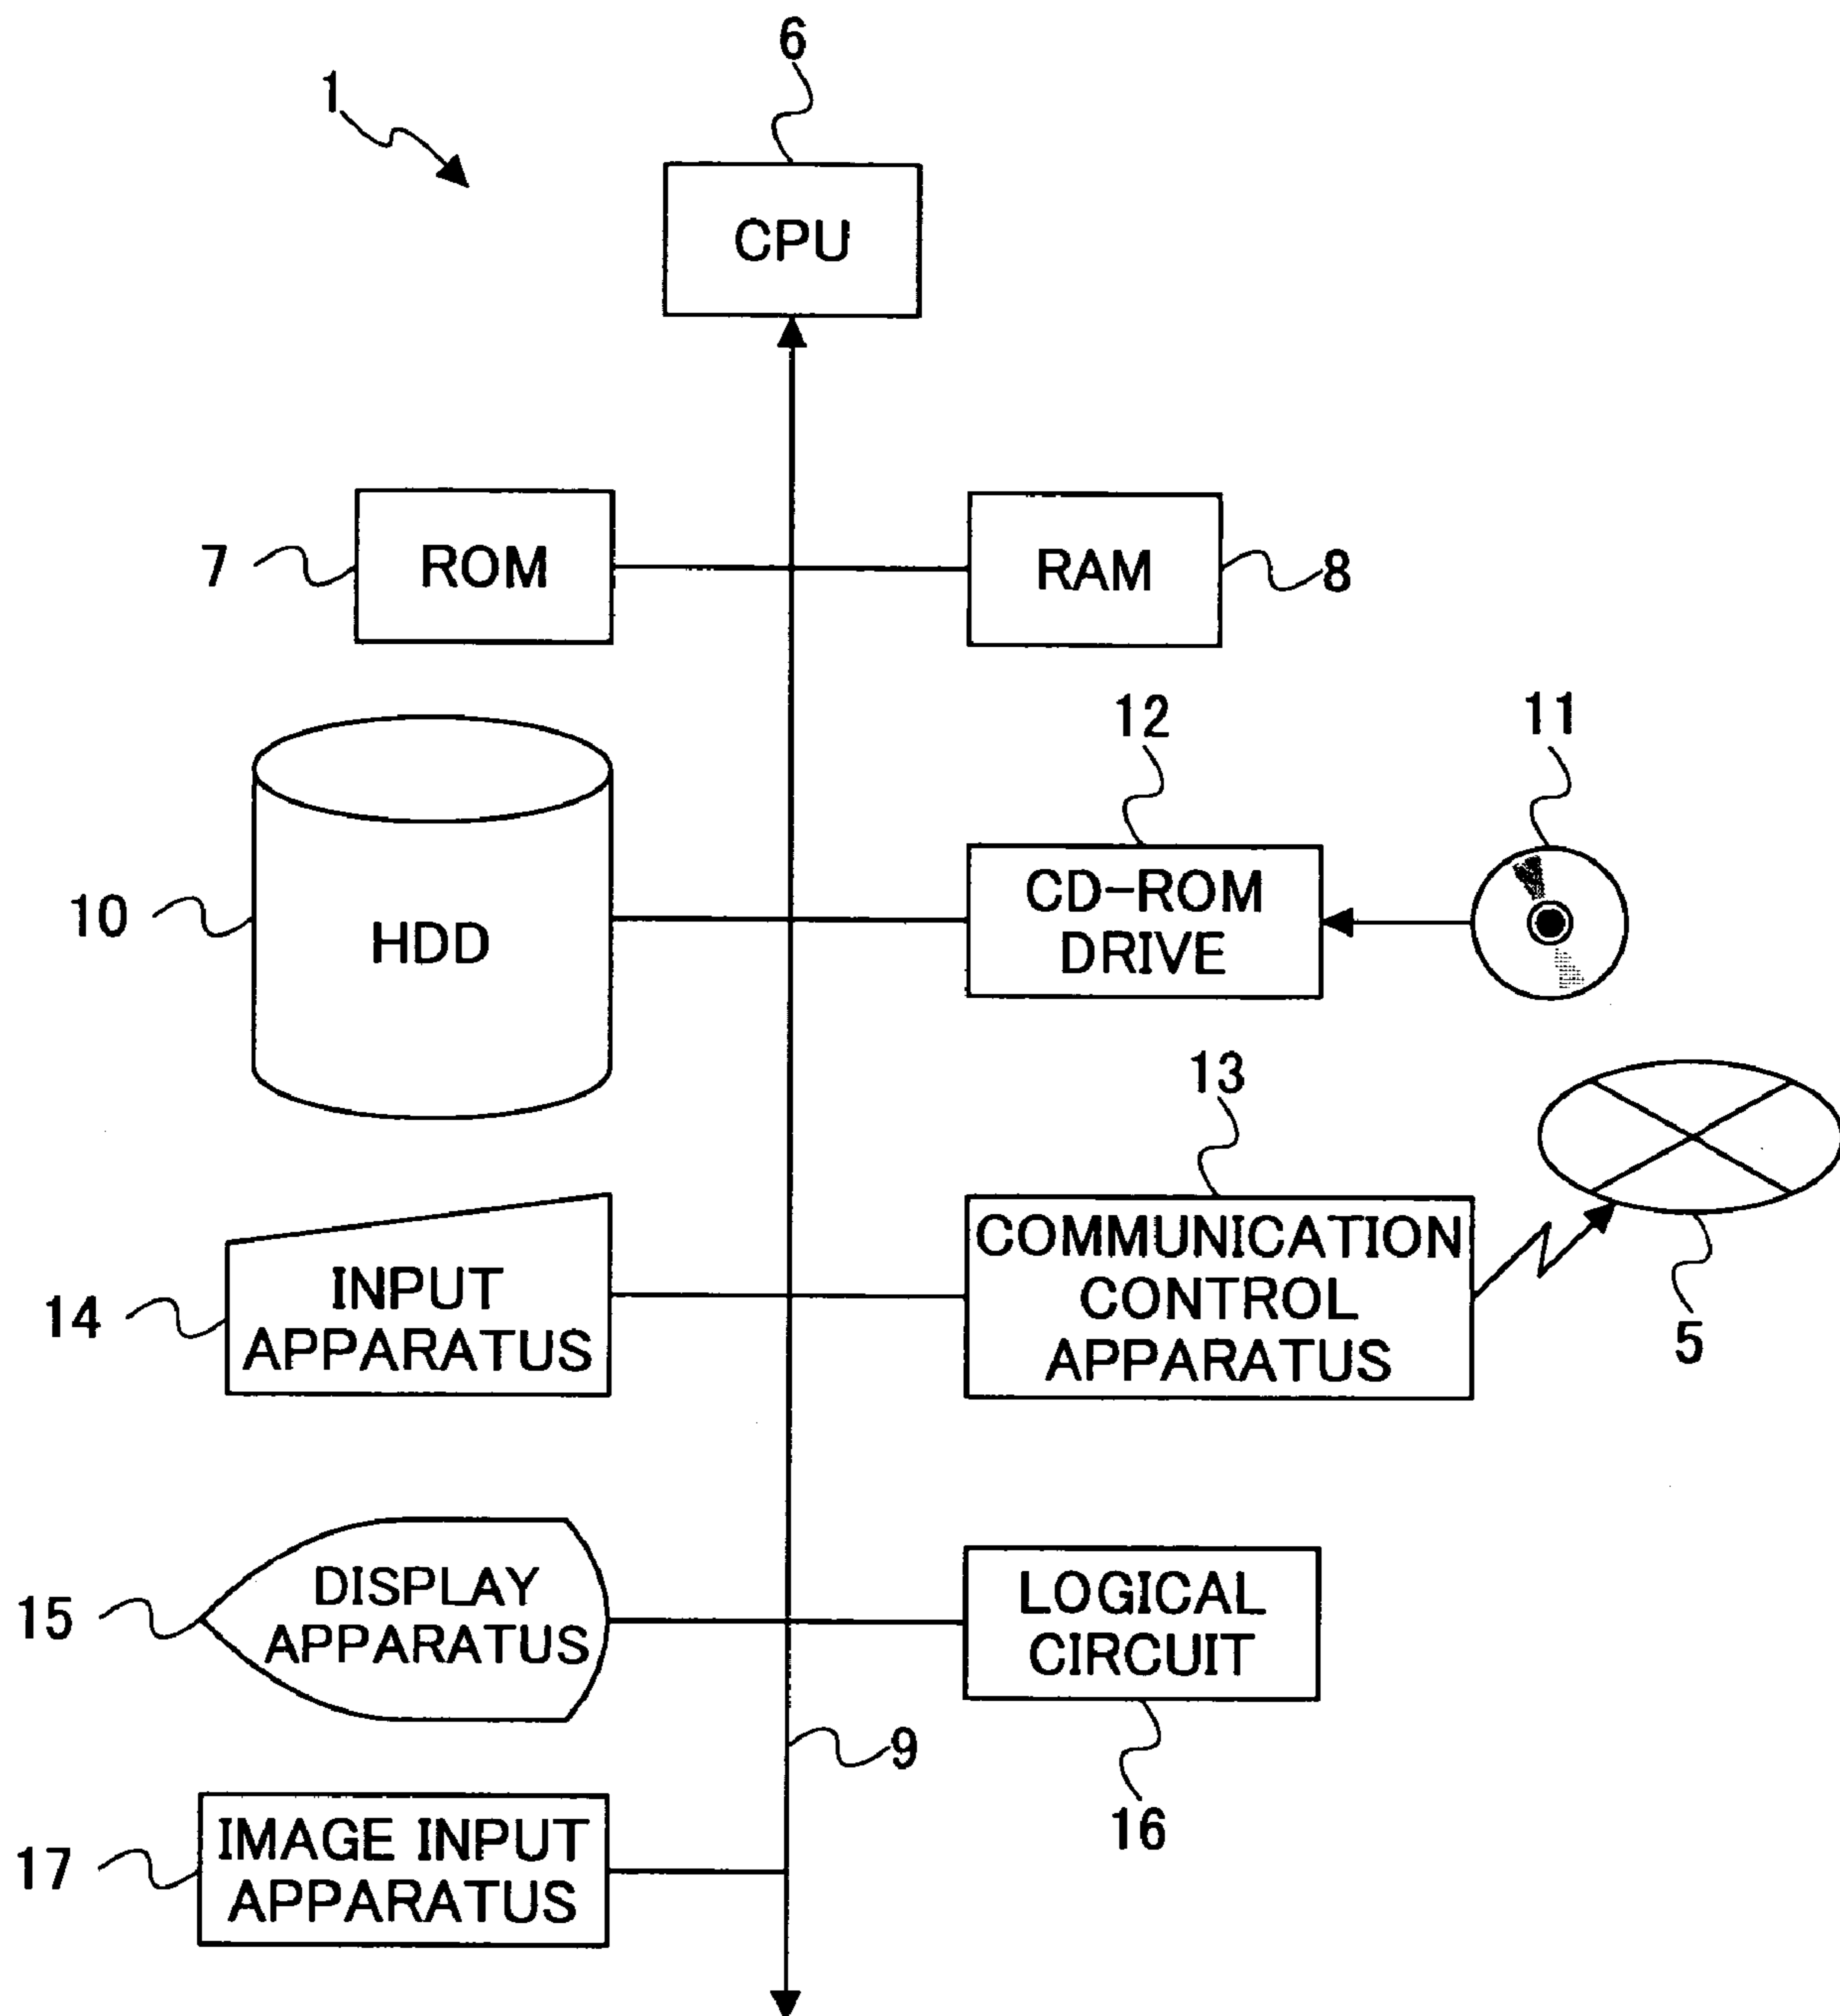 6
1
CPU
7
ROM
RAM
8
12
11
10
HDD
CD-ROM
DRIVE
13
14
INPUT
APPARATUS
COMMUNICATION
CONTROL
APPARATUS
5
15
DISPLAY
APPARATUS
LOGICAL
CIRCUIT
9
16
17
IMAGE INPUT
APPARATUS